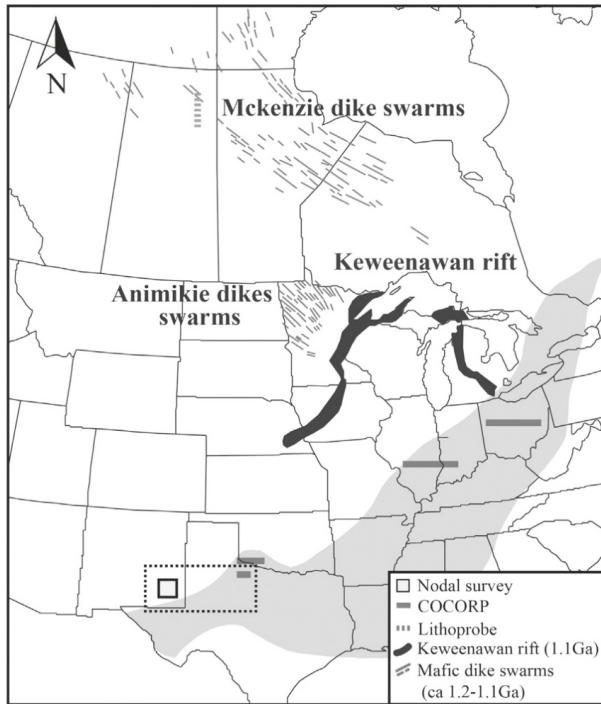 N
Mckenzie dike swarms
Keweenawan rift
Animikie dikes
swarms
Nodal survey
COCORP
Lithoprobe
Keweenawan rift (1.1Ga)
Mafic dike swarms
(ca 1.2-1.1Ga)